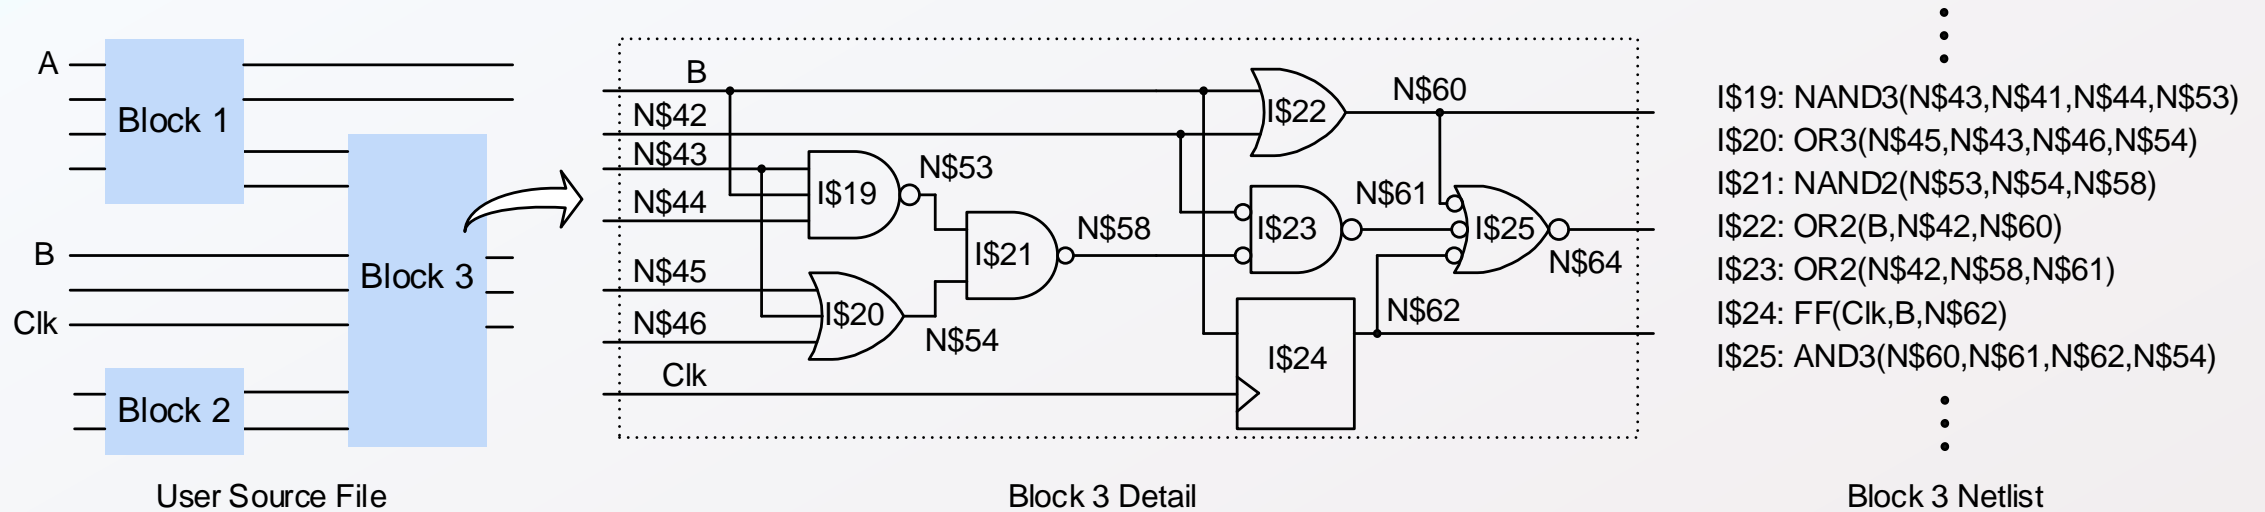 A
Block 1
B
Block 3
Clk
Block 2
User Source File
B
N$42
N$43
N$44
N$45
N$46
Clk
I$19
N$53
I$20
N$54
I$21
N$58
I$22
N$60
I$23
N$61
I$24
N$62
I$25
N$64
Block 3 Detail
I$19: NAND3(N$43,N$41,N$44,N$53)
I$20: OR3(N$45,N$43,N$46,N$54)
I$21: NAND2(N$53,N$54,N$58)
I$22: OR2(B,N$42,N$60)
I$23: OR2(N$42,N$58,N$61)
I$24: FF(Clk,B,N$62)
I$25: AND3(N$60,N$61,N$62,N$54)
Block 3 Netlist